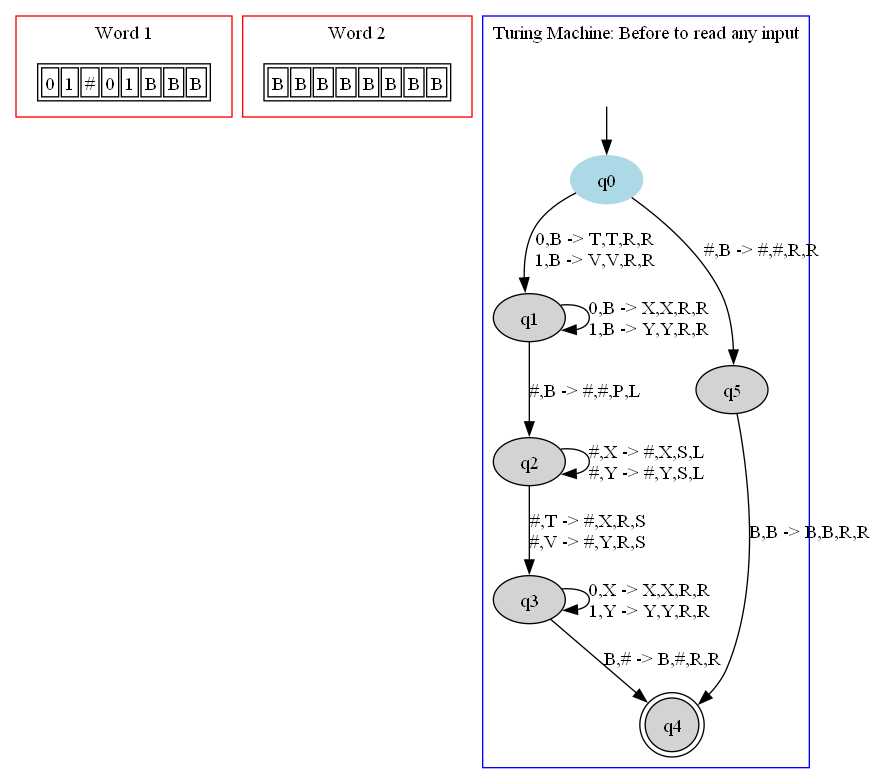 Word 1
0 1 # 0 1 B B B
Word 2
B B B B B B B B
Turing Machine: Before to read any input
q0
0,B -> T,T,R,R
1,B -> V,V,R,R
#,B -> #,#,R,R
q1
0,B -> X,X,R,R
1,B -> Y,Y,R,R
#,B -> #,#,P,L
q5
q2
#,X -> #,X,S,L
#,Y -> #,Y,S,L
#,T -> #,X,R,S
#,V -> #,Y,R,S
B,B -> B,B,R,R
q3
0,X -> X,X,R,R
1,Y -> Y,Y,R,R
B,# -> B,#,R,R
q4